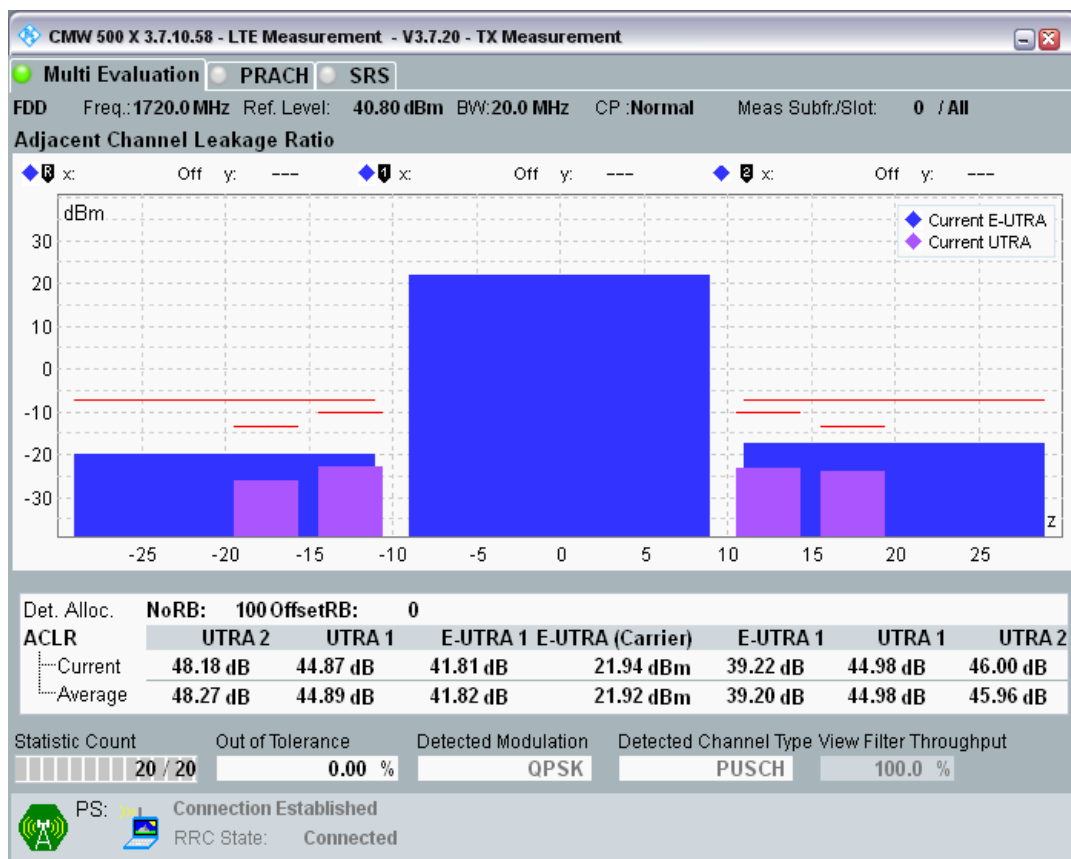 CMW 500 X 3.7.10.58 - LTE Measurement - V3.7.20 - TX Measurement
Multi Evaluation PRACH SRS
FDD Freq.: 1720.0 MHz Ref. Level: 40.80 dBm BW: 20.0 MHz CP : Normal Meas Subfr./Slot: 0 / All
Adjacent Channel Leakage Ratio
R x: Off y: --- 1 x: Off y: --- 2 x: Off y: ---
dBm
Current E-UTRA
Current UTRA
30
20
10
0
-10
-20
-30
z
-25 -20 -15 -10 -5 0 5 10 15 20 25
Det. Alloc. NoRB: 100 OffsetRB: 0
ACLR UTRA 2 UTRA 1 E-UTRA 1 E-UTRA (Carrier) E-UTRA 1 UTRA 1 UTRA 2
Current 48.18 dB 44.87 dB 41.81 dB 21.94 dBm 39.22 dB 44.98 dB 46.00 dB
Average 48.27 dB 44.89 dB 41.82 dB 21.92 dBm 39.20 dB 44.98 dB 45.96 dB
Statistic Count Out of Tolerance Detected Modulation Detected Channel Type View Filter Throughput
20 / 20 0.00 % QPSK PUSCH 100.0 %
PS: Connection Established
RRC State: Connected